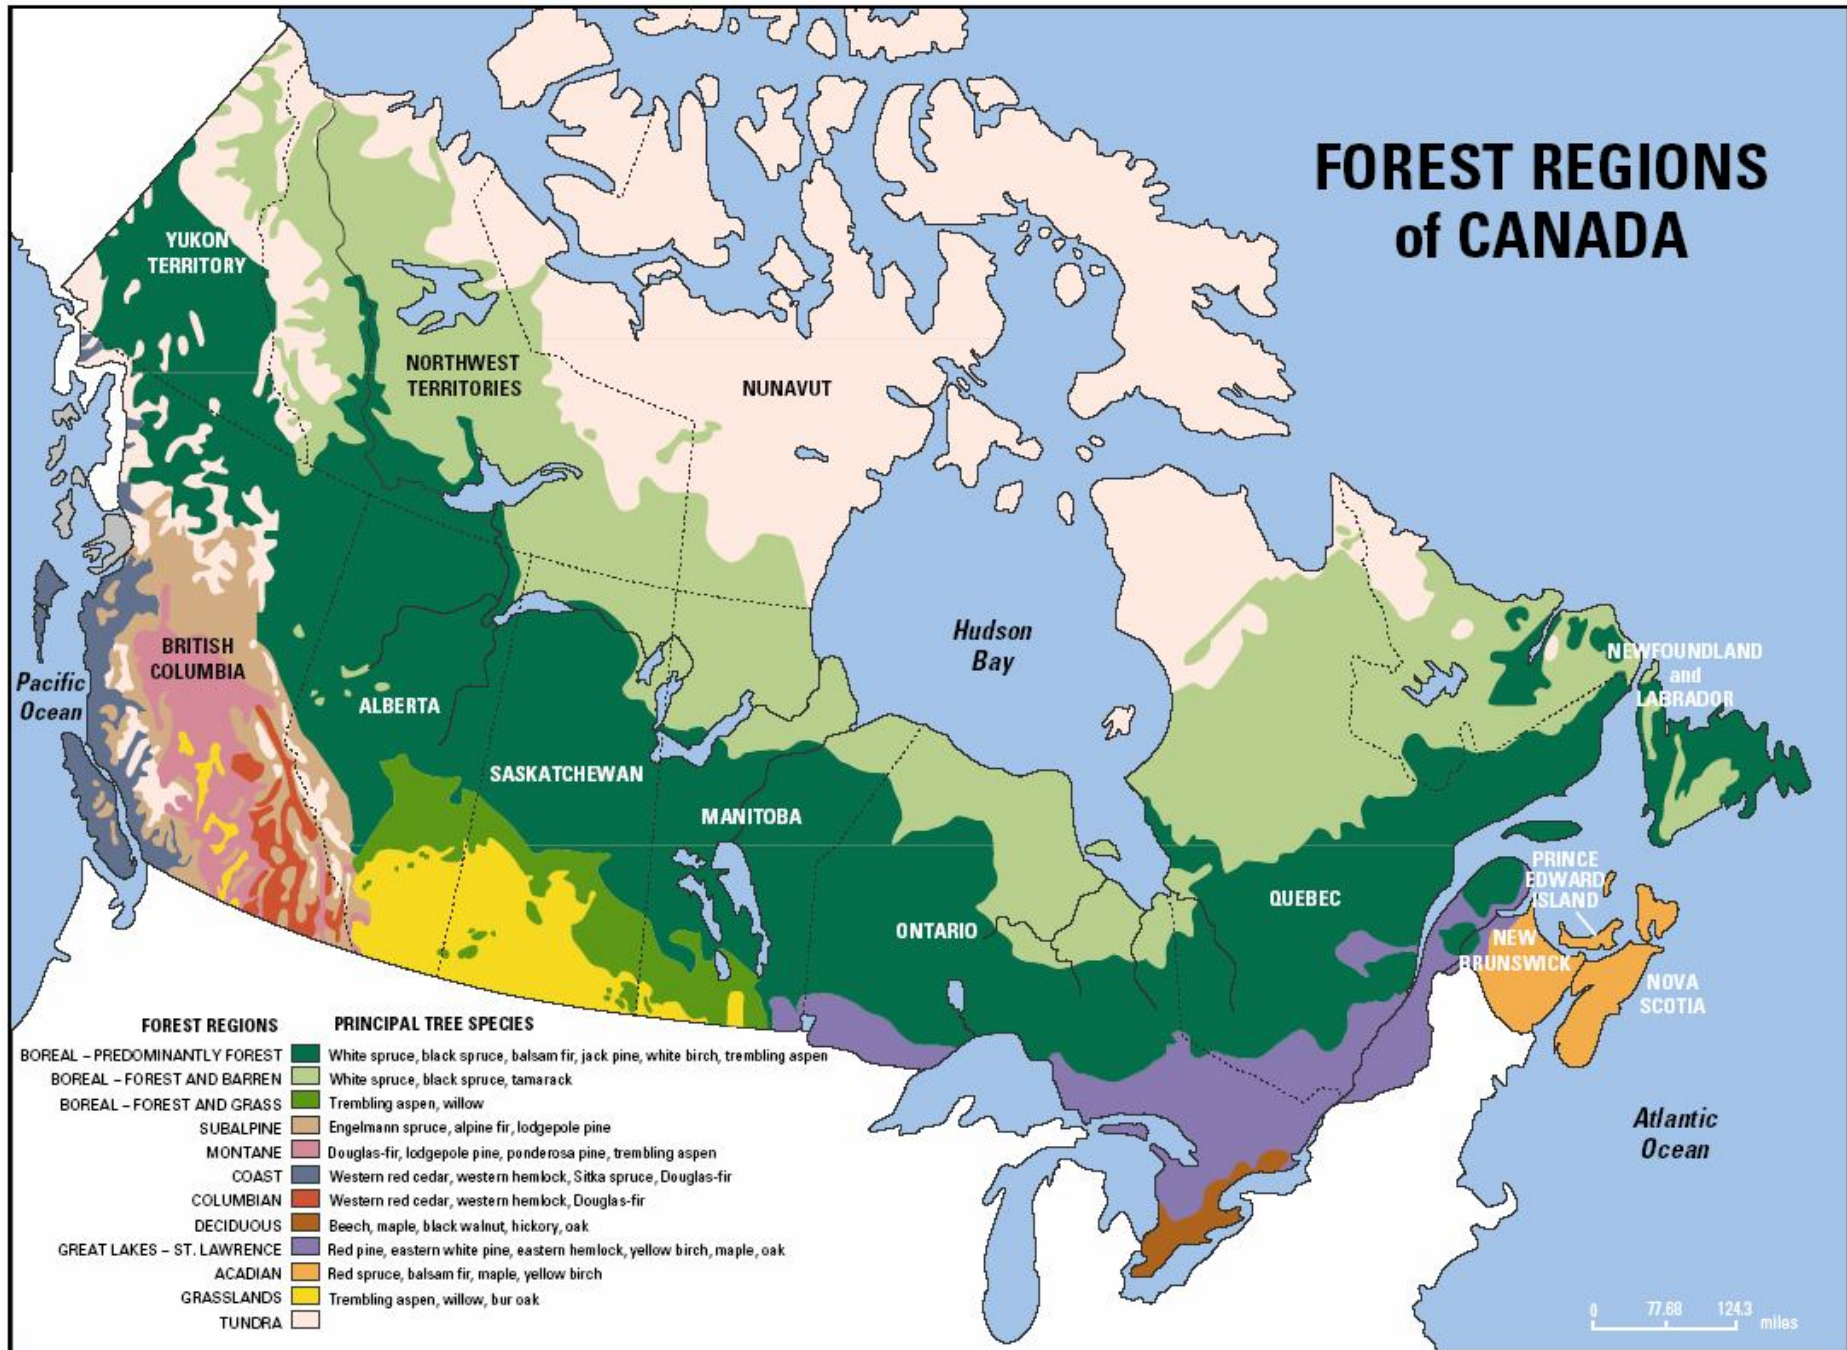 FOREST REGIONS
of CANADA
YUKON
TERRITORY
NORTHWEST
TERRITORIES
NUNAVUT
Hudson
Bay
BRITISH
COLUMBIA
Pacific
Ocean
ALBERTA
NEWFOUNDLAND
and
LABRADOR
SASKATCHEWAN
MANITOBA
ONTARIO
QUEBEC
PRINCE
EDWARD
ISLAND
NEW
BRUNSWICK
NOVA
SCOTIA
Atlantic
Ocean
FOREST REGIONS PRINCIPAL TREE SPECIES
BOREAL – PREDOMINANTLY FOREST White spruce, black spruce, balsam fir, jack pine, white birch, trembling aspen
BOREAL – FOREST AND BARREN White spruce, black spruce, tamarack
BOREAL – FOREST AND GRASS Trembling aspen, willow
SUBALPINE Engelmann spruce, alpine fir, lodgepole pine
MONTANE Douglas-fir, lodgepole pine, ponderosa pine, trembling aspen
COAST Western red cedar, western hemlock, Sitka spruce, Douglas-fir
COLUMBIAN Western red cedar, western hemlock, Douglas-fir
DECIDUOUS Beech, maple, black walnut, hickory, oak
GREAT LAKES – ST. LAWRENCE Red pine, eastern white pine, eastern hemlock, yellow birch, maple, oak
ACADIAN Red spruce, balsam fir, maple, yellow birch
GRASSLANDS Trembling aspen, willow, bur oak
TUNDRA
0 77.68 124.3
miles